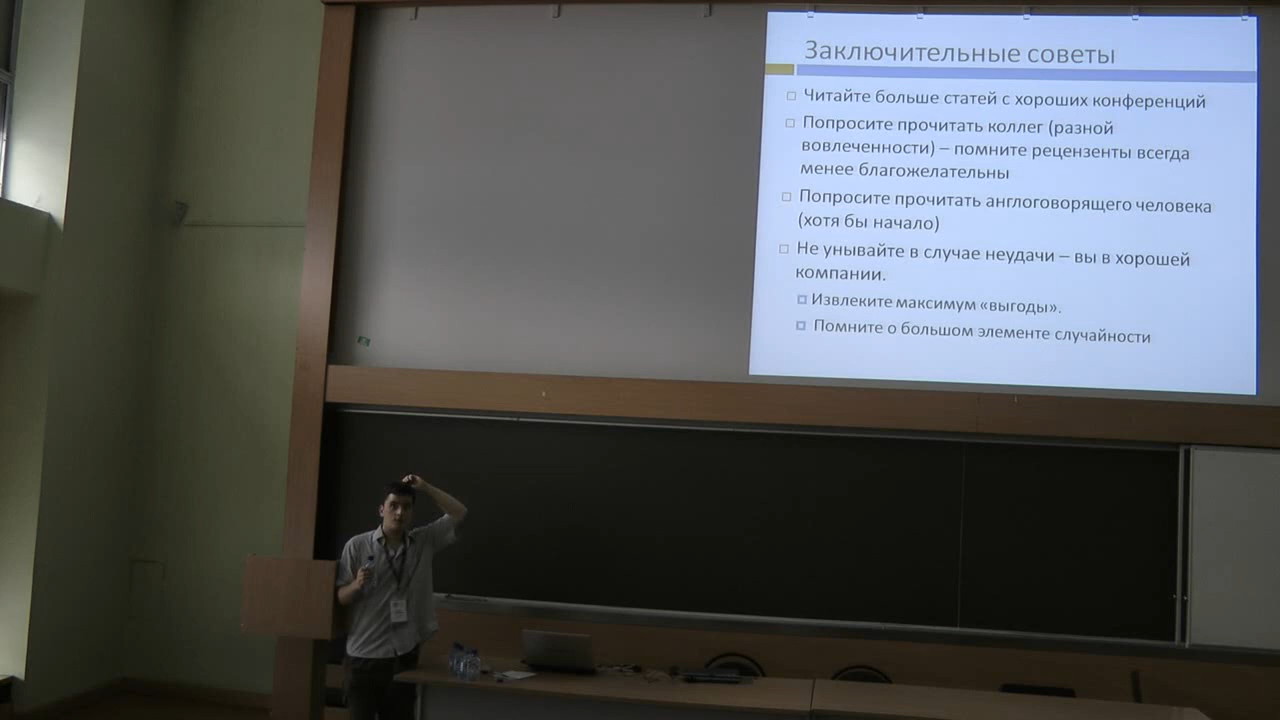 Заключительные советы
Читайте больше статей с хороших конференций
Попросите прочитать коллег (разной
вовлеченности) – помните рецензенты всегда
менее благожелательны
Попросите прочитать англоговорящего человека
(хотя бы начало)
Не унывайте в случае неудачи – вы в хорошей
компании.
Извлеките максимум «выгоды».
Помните о большом элементе случайности